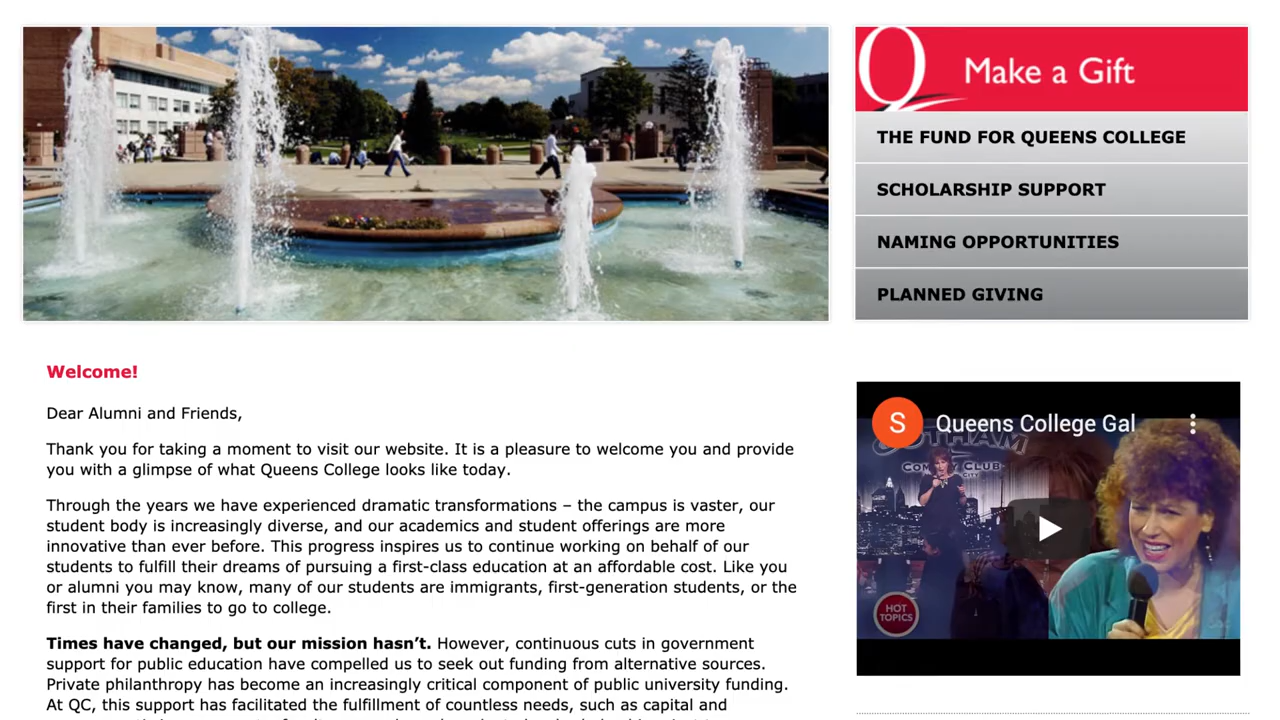 Make a Gift
THE FUND FOR QUEENS COLLEGE
SCHOLARSHIP SUPPORT
NAMING OPPORTUNITIES
PLANNED GIVING
Welcome!
Dear Alumni and Friends,
Thank you for taking a moment to visit our website. It is a pleasure to welcome you and provide
you with a glimpse of what Queens College looks like today.
Through the years we have experienced dramatic transformations – the campus is vaster, our
student body is increasingly diverse, and our academics and student offerings are more
innovative than ever before. This progress inspires us to continue working on behalf of our
students to fulfill their dreams of pursuing a first-class education at an affordable cost. Like you
or alumni you may know, many of our students are immigrants, first-generation students, or the
first in their families to go to college.
Times have changed, but our mission hasn't. However, continuous cuts in government
support for public education have compelled us to seek out funding from alternative sources.
Private philanthropy has become an increasingly critical component of public university funding.
At QC, this support has facilitated the fulfillment of countless needs, such as capital and
S
Queens College Gal
GOTHAM
COMEDY CLUB
HOT
TOPICS